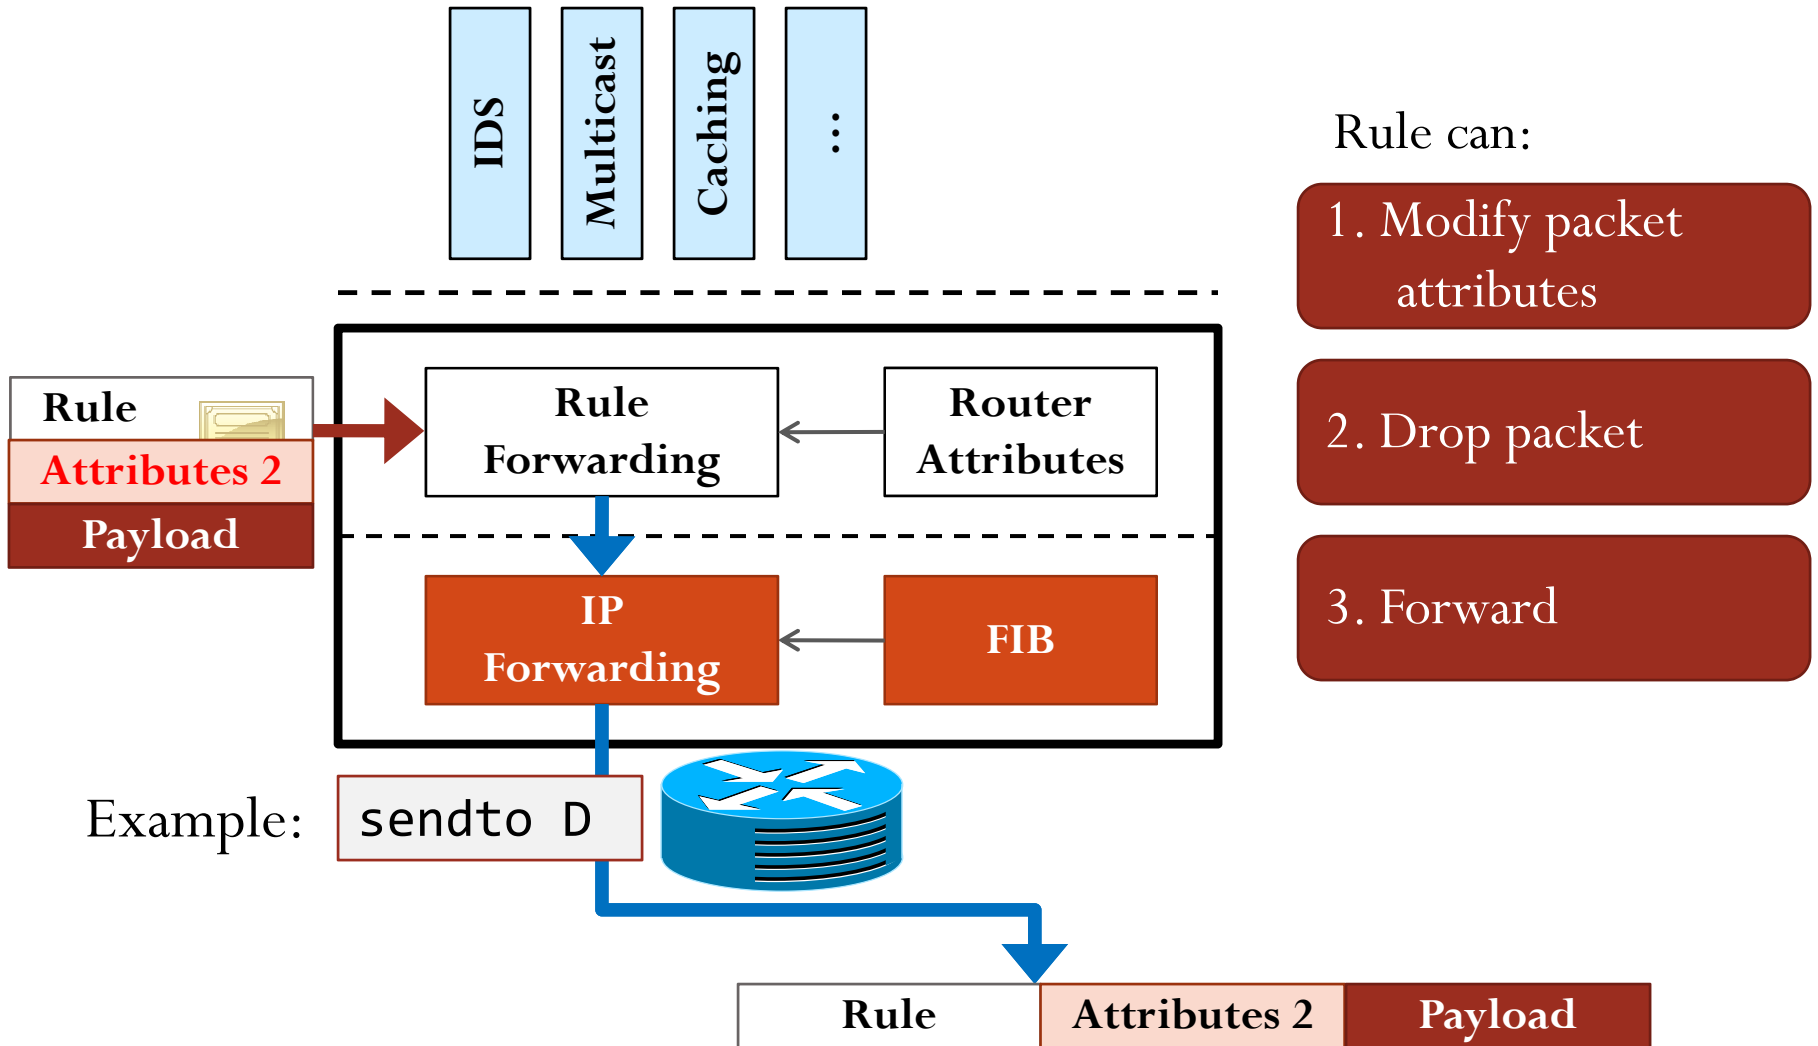 IDS
Multicast
Caching
...
Rule can:
1. Modify packet
attributes
2. Drop packet
3. Forward
Rule
Attributes 2
Payload
Rule
Forwarding
Router
Attributes
IP
Forwarding
FIB
Example:
sendto D
Rule
Attributes 2
Payload